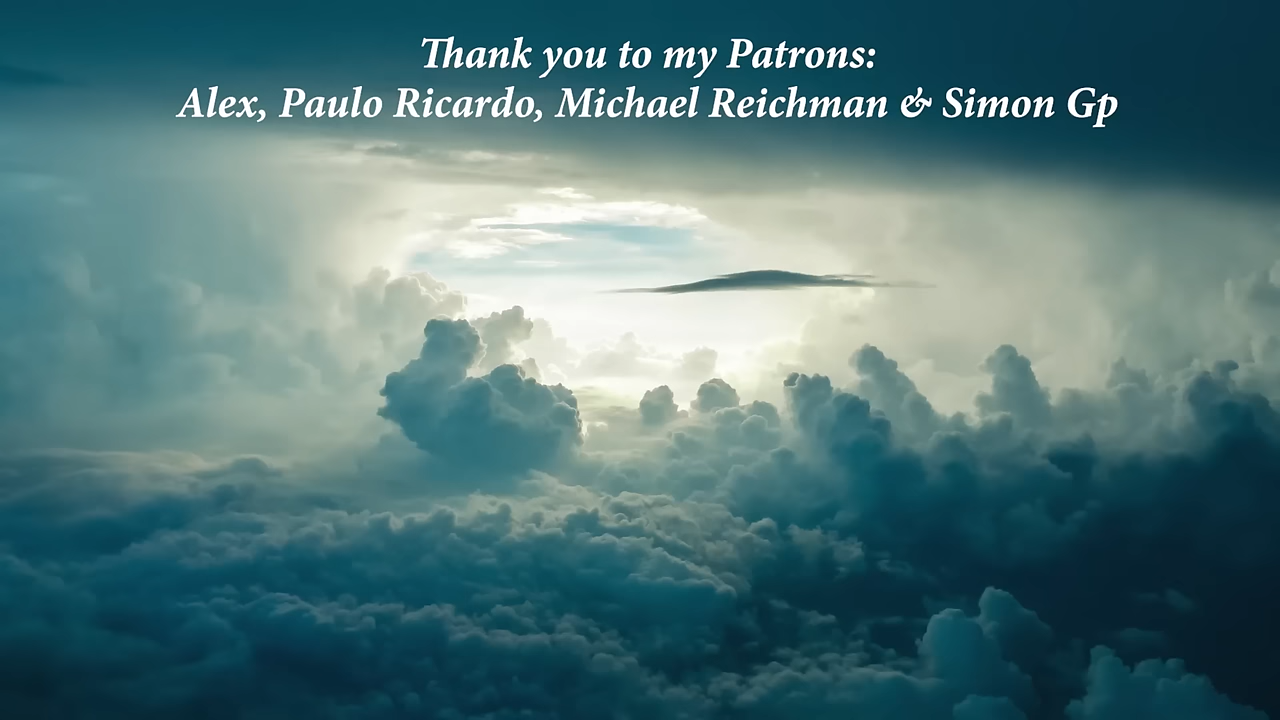 Thank you to my Patrons:
Alex, Paulo Ricardo, Michael Reichman & Simon Gp